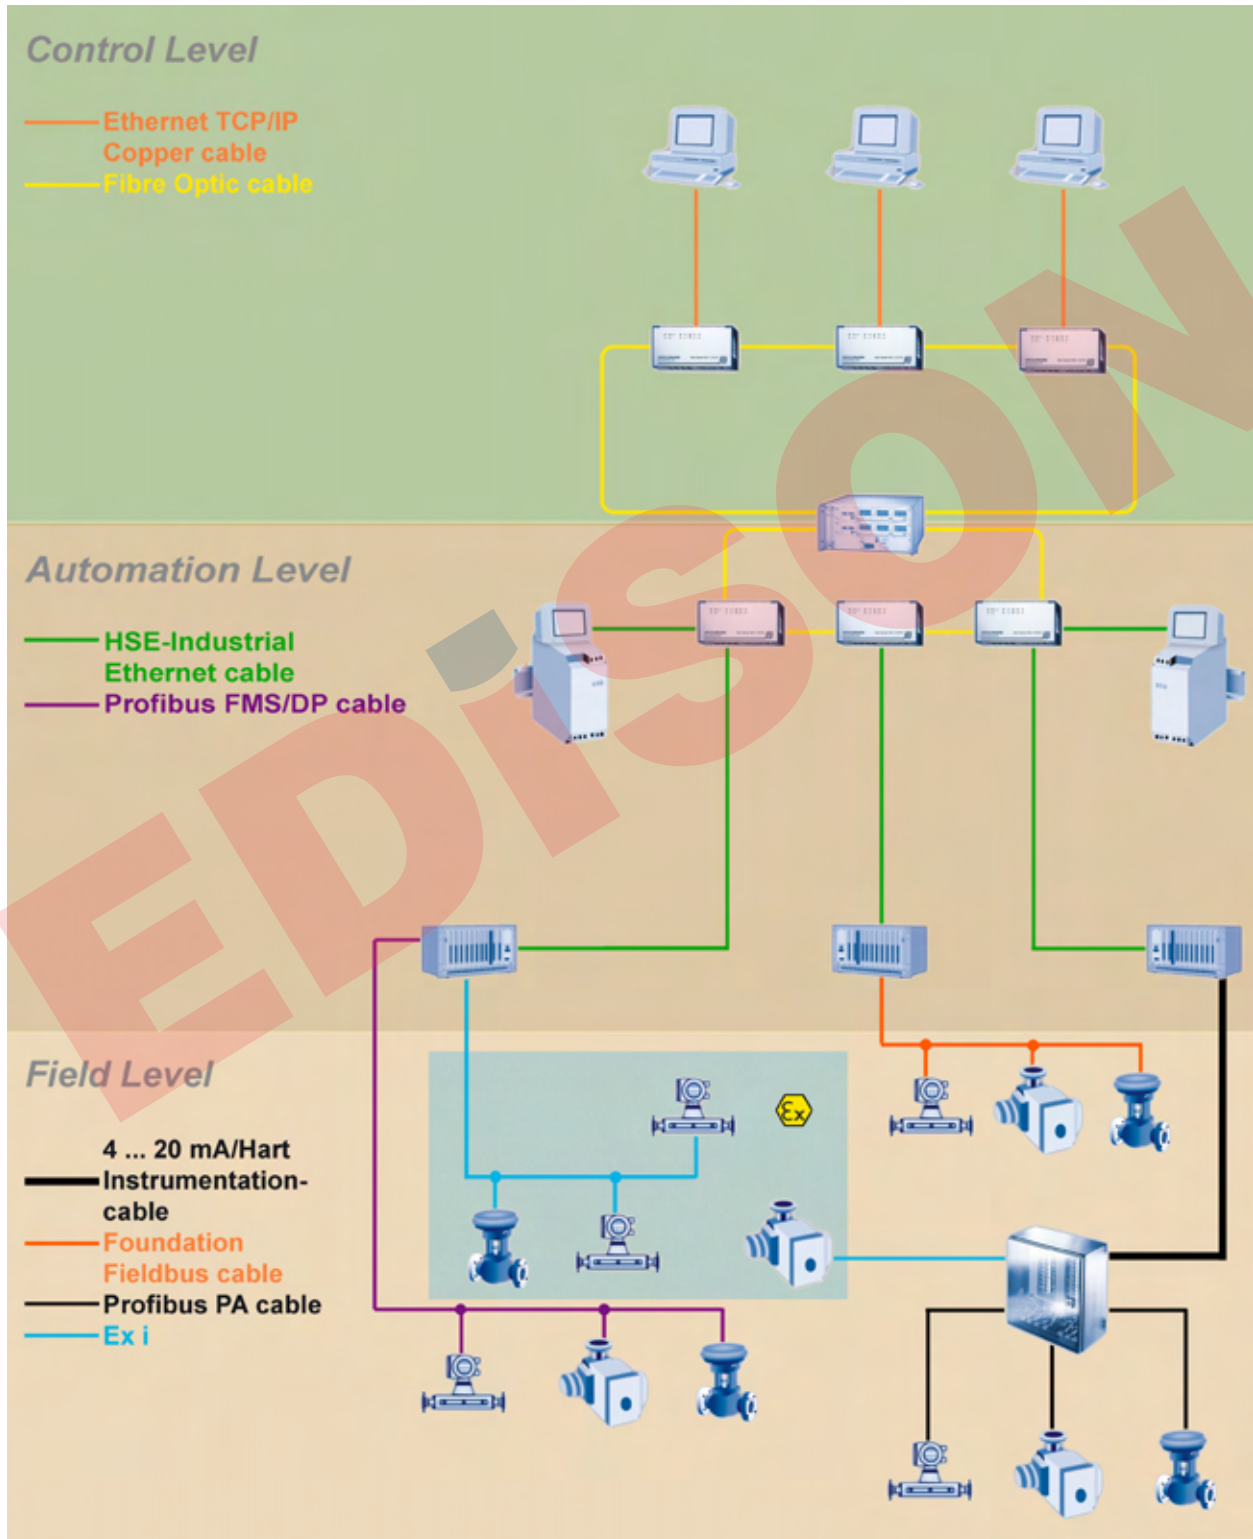 Control Level
Ethernet TCP/IP
Copper cable
Fibre Optic cable
Automation Level
HSE-Industrial
Ethernet cable
Profibus FMS/DP cable
Field Level
4 ... 20 mA/Hart
Instrumentation-
cable
Foundation
Fieldbus cable
Profibus PA cable
Ex i
Ex
EDiSON